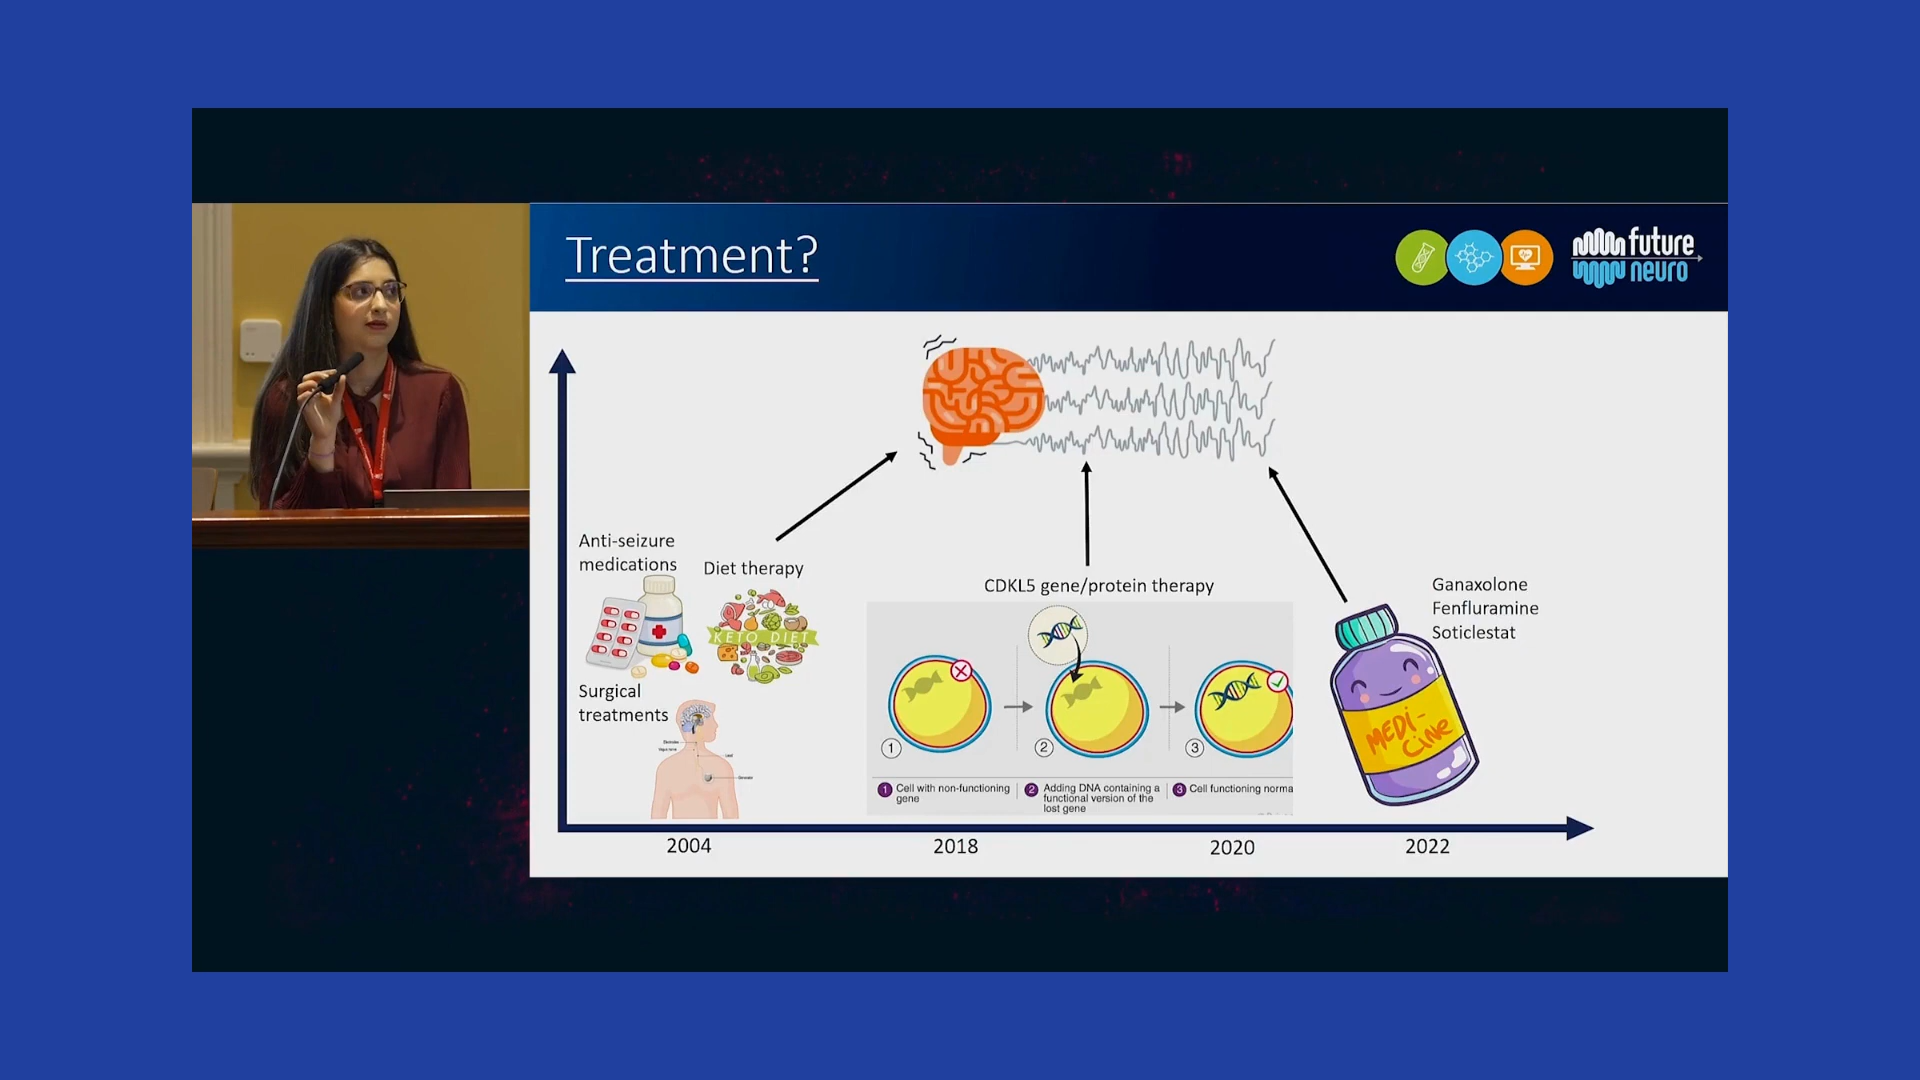 Treatment?
future
neuro
Anti-seizure
medications
Diet therapy
KETO DIET
Surgical
treatments
CDKL5 gene/protein therapy
1
2
3
1 Cell with non-functioning
gene
2 Adding DNA containing a
functional version of the
lost gene
3 Cell functioning norma
Ganaxolone
Fenfluramine
Soticlestat
MEDI-
CINE
2004
2018
2020
2022